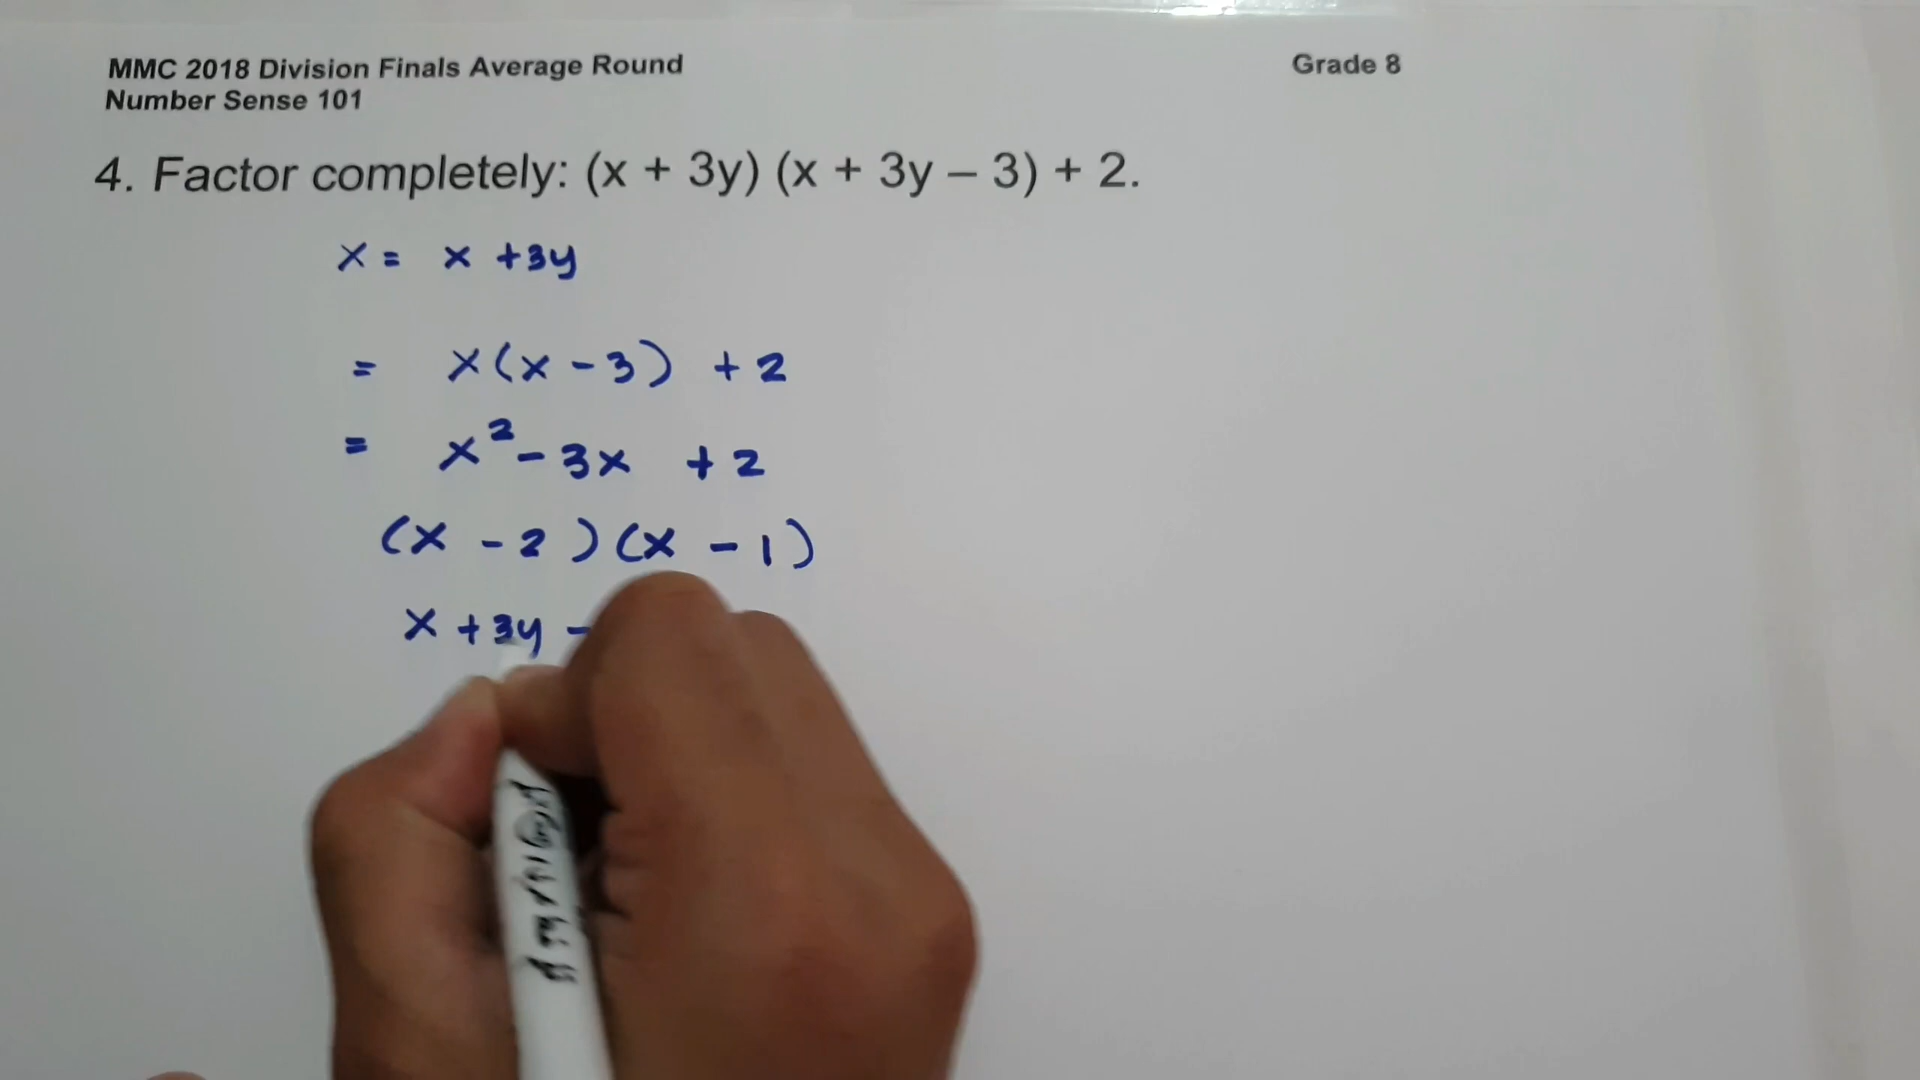 MMC 2018 Division Finals Average Round
Grade 8
Number Sense 101
4. Factor completely: (x + 3y) (x + 3y – 3) + 2.
x = x + 3y
= x(x - 3) + 2
= x² - 3x + 2
(x - 2)(x - 1)
x + 3y -